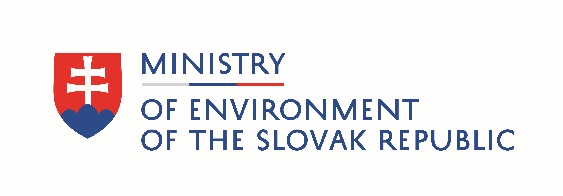 MINISTRY
OF ENVIRONMENT
OF THE SLOVAK REPUBLIC